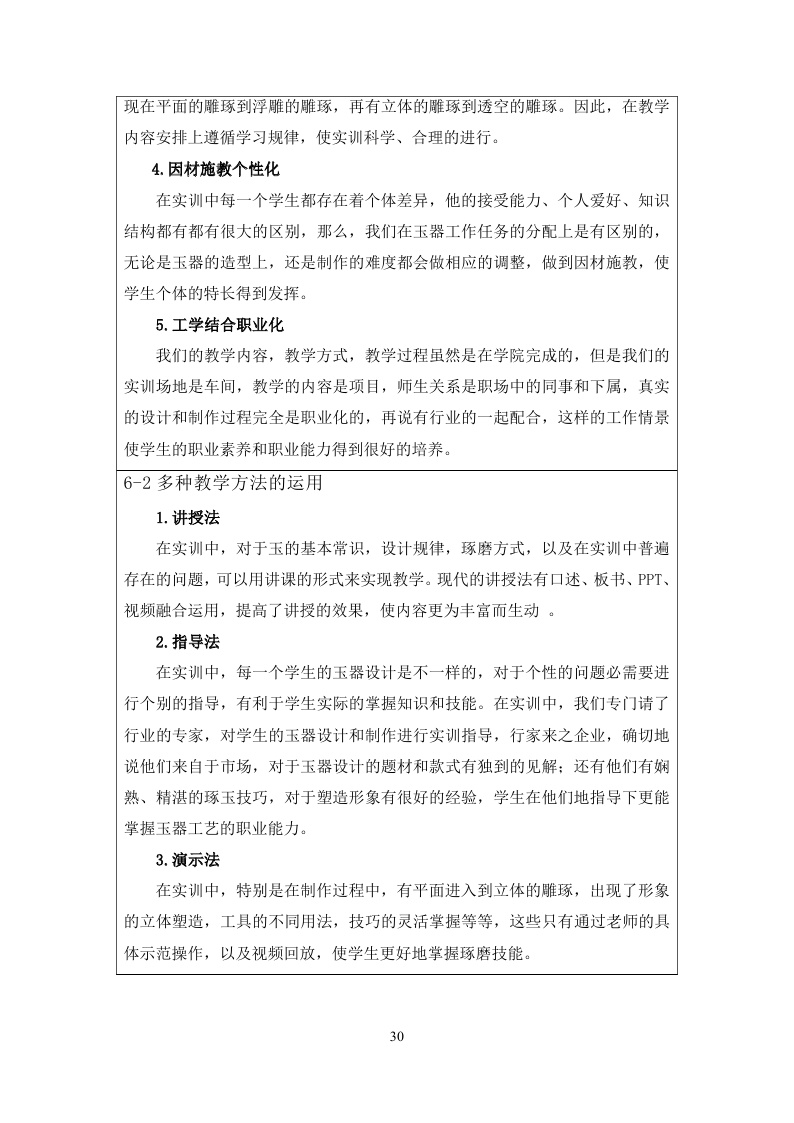 现在平面的雕琢到浮雕的雕琢，再有立体的雕琢到透空的雕琢。因此，在教学
内容安排上遵循学习规律，使实训科学、合理的进行。
4.因材施教个性化
在实训中每一个学生都存在着个体差异，他的接受能力、个人爱好、知识
结构都有都有很大的区别，那么，我们在玉器工作任务的分配上是有区别的，
无论是玉器的造型上，还是制作的难度都会做相应的调整，做到因材施教，使
学生个体的特长得到发挥。
5.工学结合职业化
我们的教学内容，教学方式，教学过程虽然是在学院完成的，但是我们的
实训场地是车间，教学的内容是项目，师生关系是职场中的同事和下属，真实
的设计和制作过程完全是职业化的，再说有行业的一起配合，这样的工作情景
使学生的职业素养和职业能力得到很好的培养。
6-2 多种教学方法的运用
1.讲授法
在实训中，对于玉的基本常识，设计规律，琢磨方式，以及在实训中普遍
存在的问题，可以用讲课的形式来实现教学。现代的讲授法有口述、板书、PPT、
视频融合运用，提高了讲授的效果，使内容更为丰富而生动 。
2.指导法
在实训中，每一个学生的玉器设计是不一样的，对于个性的问题必需要进
行个别的指导，有利于学生实际的掌握知识和技能。在实训中，我们专门请了
行业的专家，对学生的玉器设计和制作进行实训指导，行家来之企业，确切地
说他们来自于市场，对于玉器设计的题材和款式有独到的见解；还有他们有娴
熟、精湛的琢玉技巧，对于塑造形象有很好的经验，学生在他们地指导下更能
掌握玉器工艺的职业能力。
3.演示法
在实训中，特别是在制作过程中，有平面进入到立体的雕琢，出现了形象
的立体塑造，工具的不同用法，技巧的灵活掌握等等，这些只有通过老师的具
体示范操作，以及视频回放，使学生更好地掌握琢磨技能。
30